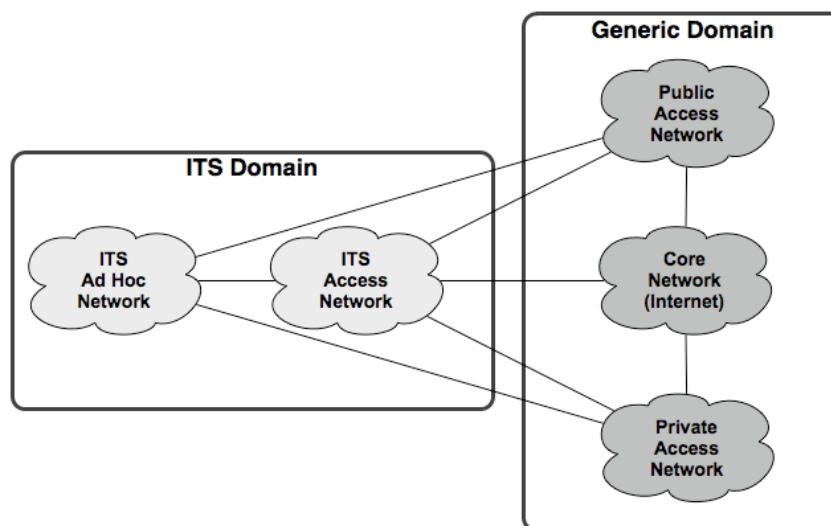 Generic Domain
Public
Access
Network
ITS Domain
ITS
Ad Hoc
Network
ITS
Access
Network
Core
Network
(Internet)
Private
Access
Network